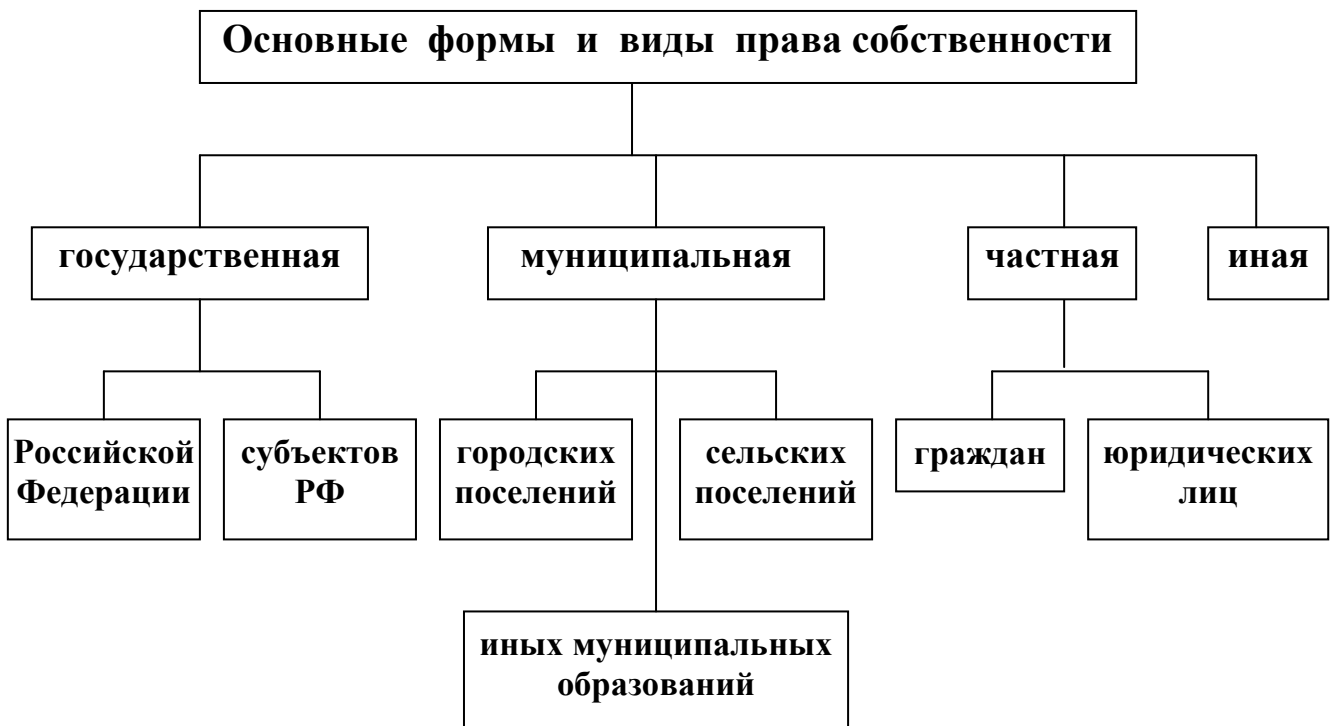 Основные формы и виды права собственности
государственная
муниципальная
частная
иная
Российской
Федерации
субъектов
РФ
городских
поселений
сельских
поселений
граждан
юридических
лиц
иных муниципальных
образований